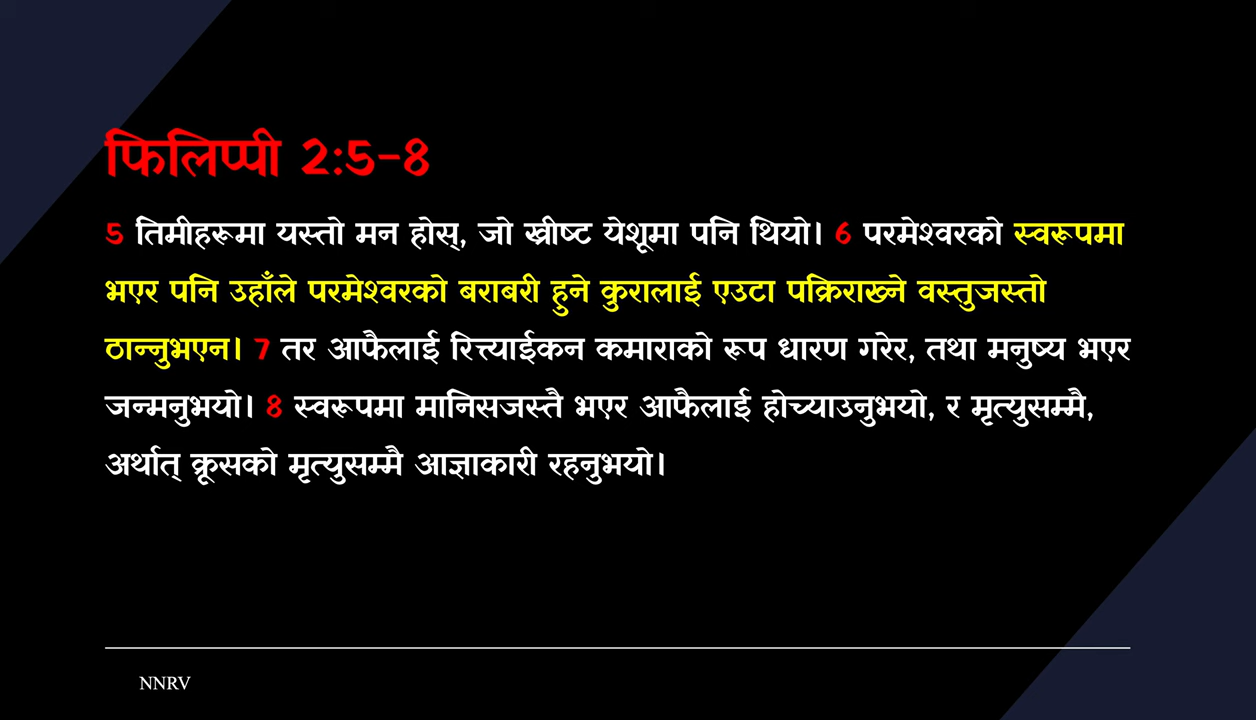 फिलिप्पी 2:5-8
5 तिमीहरूमा यस्तो मन होस्, जो ख्रीष्ट येशूमा पनि थियो। 6 परमेश्वरको स्वरूपमा
भएर पनि उहाँले परमेश्वरको बराबरी हुने कुरालाई एउटा पक्रिराख्ने वस्तुजस्तो
ठान्नुभएन। 7 तर आफैलाई रित्त्याईकन कमाराको रूप धारण गरेर, तथा मनुष्य भएर
जन्मनुभयो। 8 स्वरूपमा मानिसजस्तै भएर आफैलाई होच्याउनुभयो, र मृत्युसम्मै,
अर्थात् क्रूसको मृत्युसम्मै आज्ञाकारी रहनुभयो।
NNRV